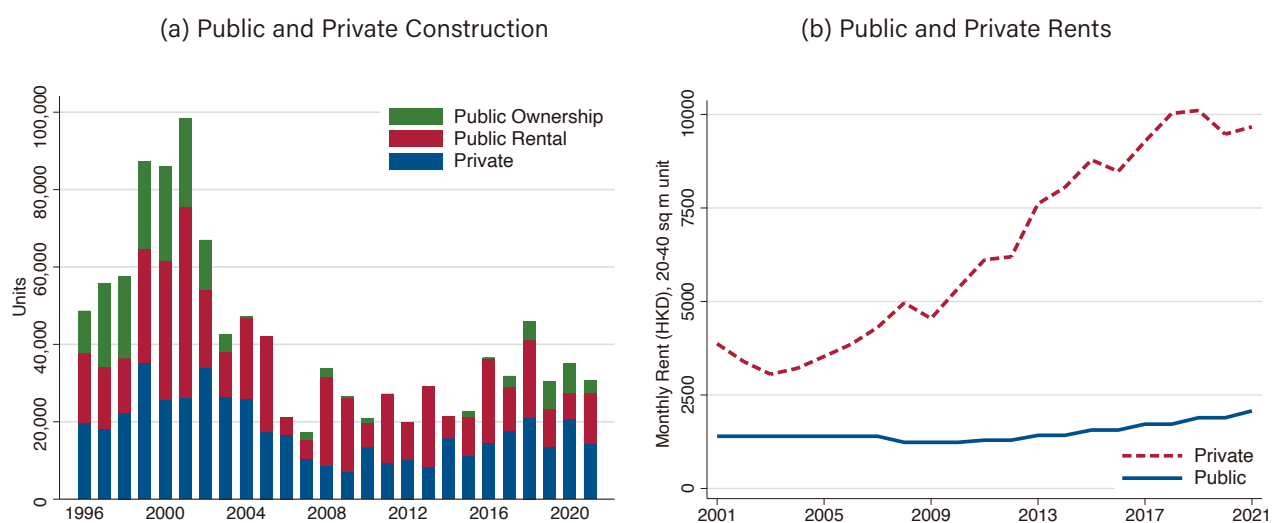 (a) Public and Private Construction
Units
100,000
80,000
60,000
40,000
20,000
0
Public Ownership
Public Rental
Private
1996 2000 2004 2008 2012 2016 2020
(b) Public and Private Rents
Monthly Rent (HKD), 20-40 sq m unit
10000
7500
5000
2500
0
Private
Public
2001 2005 2009 2013 2017 2021